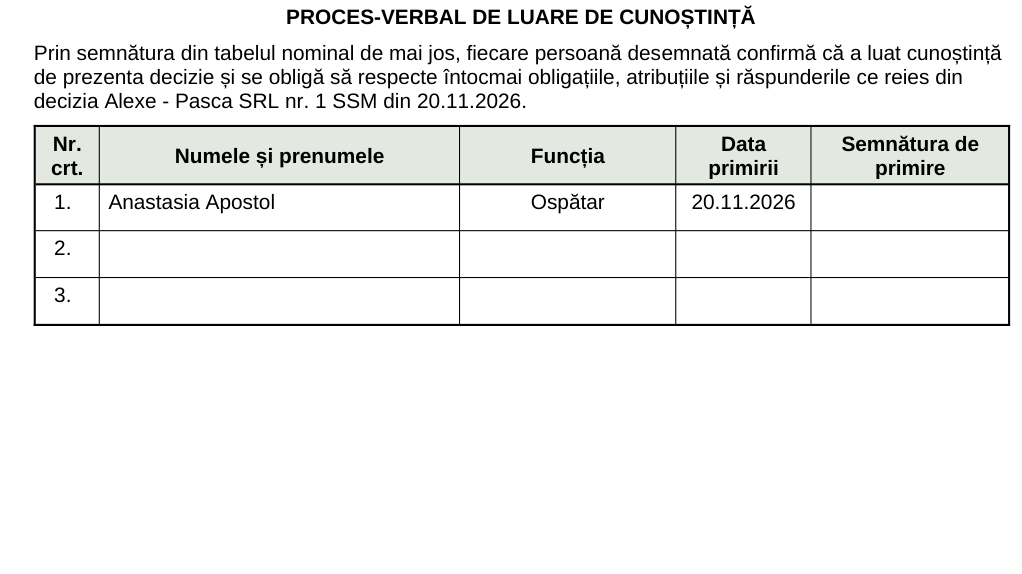 PROCES-VERBAL DE LUARE DE CUNOȘTINȚĂ
Prin semnătura din tabelul nominal de mai jos, fiecare persoană desemnată confirmă că a luat cunoștință
de prezenta decizie și se obligă să respecte întocmai obligațiile, atribuțiile și răspunderile ce reies din
decizia Alexe - Pasca SRL nr. 1 SSM din 20.11.2026.
Nr. crt. Numele și prenumele Funcția Data primirii Semnătura de primire
1. Anastasia Apostol Ospătar 20.11.2026
2.
3.